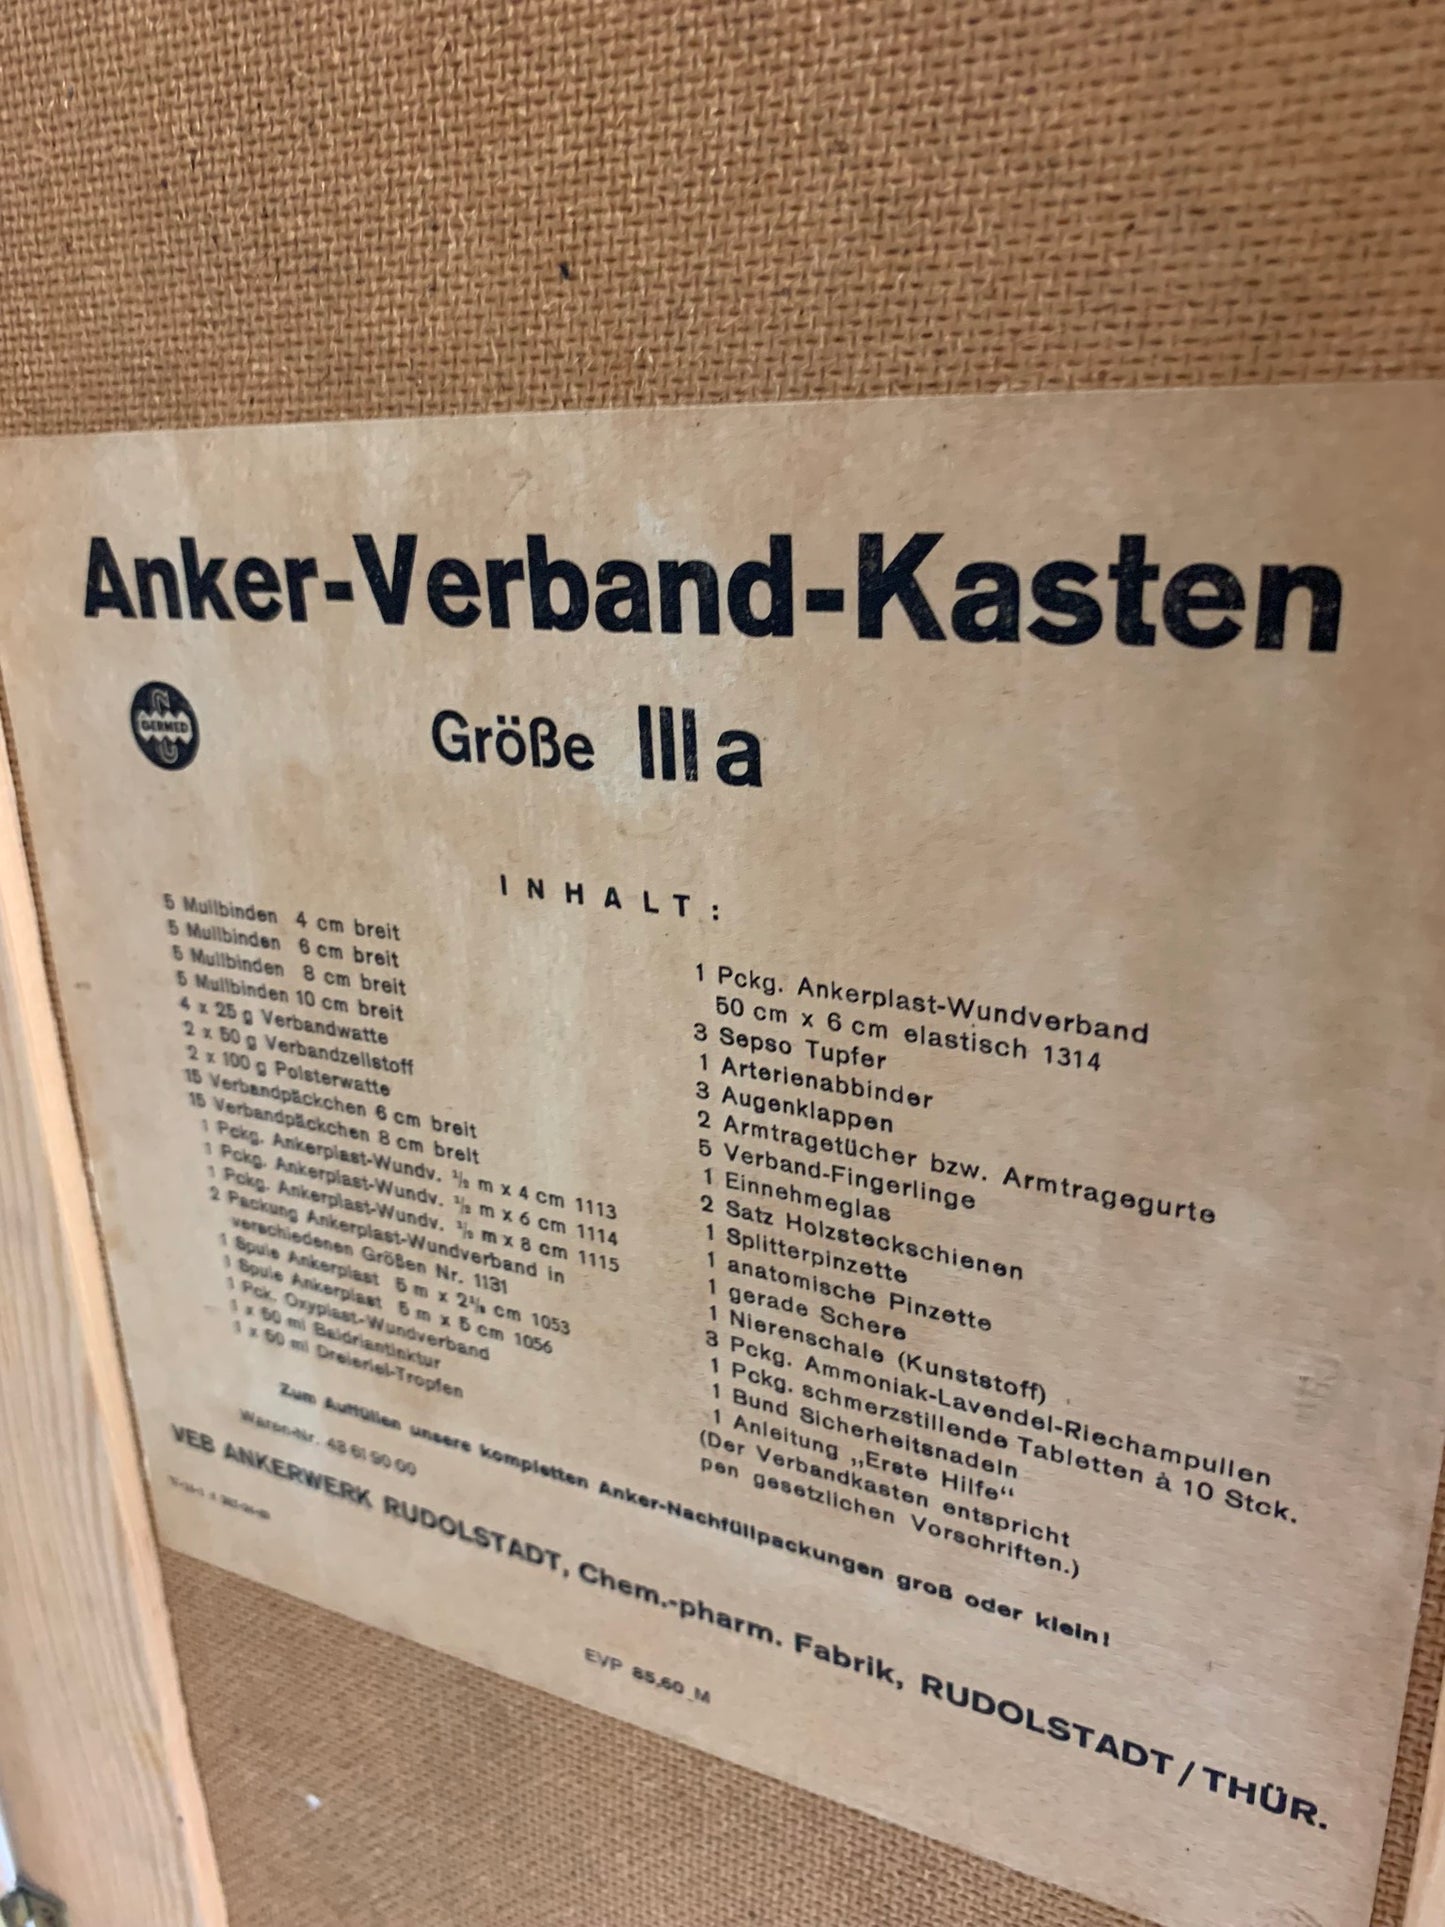 Anker-Verband-Kasten
GERMED
Größe III a
INHALT:
5 Mullbinden 4 cm breit
5 Mullbinden 6 cm breit
5 Mullbinden 8 cm breit
5 Mullbinden 10 cm breit
4 x 25 g Verbandwatte
2 x 50 g Verbandzellstoff
2 x 100 g Polsterwatte
15 Verbandpäckchen 6 cm breit
15 Verbandpäckchen 8 cm breit
1 Pckg. Ankerplast-Wundv. ½ m x 4 cm 1113
1 Pckg. Ankerplast-Wundv. ½ m x 6 cm 1114
1 Pckg. Ankerplast-Wundv. ½ m x 8 cm 1115
2 Packung Ankerplast-Wundverband in
verschiedenen Größen Nr. 1131
1 Spule Ankerplast 5 m x 2½ cm 1053
1 Spule Ankerplast 5 m x 5 cm 1056
1 Pck. Oxyplast-Wundverband
1 x 50 ml Baldriantinktur
1 x 50 ml Dreierlei-Tropfen
1 Pckg. Ankerplast-Wundverband
50 cm x 6 cm elastisch 1314
3 Sepso Tupfer
1 Arterienabbinder
3 Augenklappen
2 Armtragetücher bzw. Armtragegurte
5 Verband-Fingerlinge
1 Einnehmeglas
2 Satz Holzsteckschienen
1 Splitterpinzette
1 anatomische Pinzette
1 gerade Schere
1 Nierenschale (Kunststoff)
3 Pckg. Ammoniak-Lavendel-Riechampullen
1 Pckg. schmerzstillende Tabletten à 10 Stck.
1 Bund Sicherheitsnadeln
1 Anleitung „Erste Hilfe“
(Der Verbandkasten entspricht
den gesetzlichen Vorschriften.)
Zum Auffüllen unsere kompletten Anker-Nachfüllpackungen groß oder klein!
Waren-Nr. 48 61 90 00
VEB ANKERWERK RUDOLSTADT, Chem.-pharm. Fabrik, RUDOLSTADT / THÜR.
EVP 85,60 M